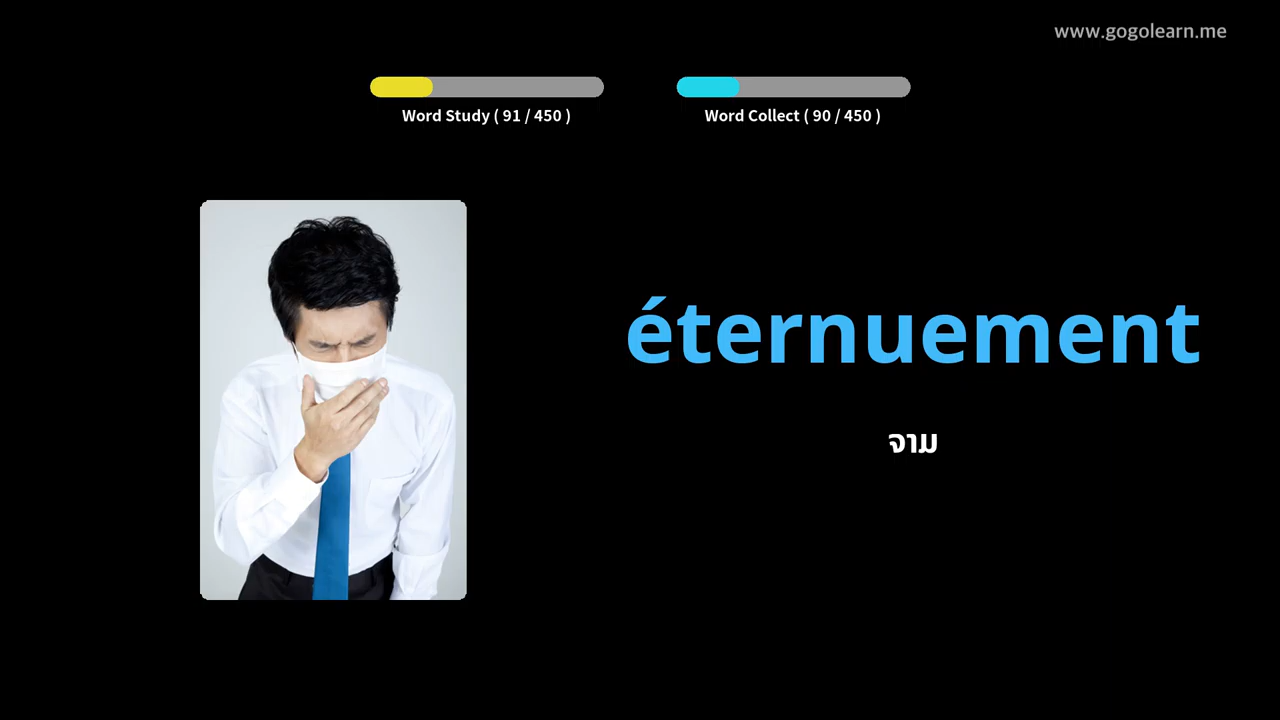 www.gogolearn.me
Word Study ( 91 / 450 )
Word Collect ( 90 / 450 )
éternuement
จาม